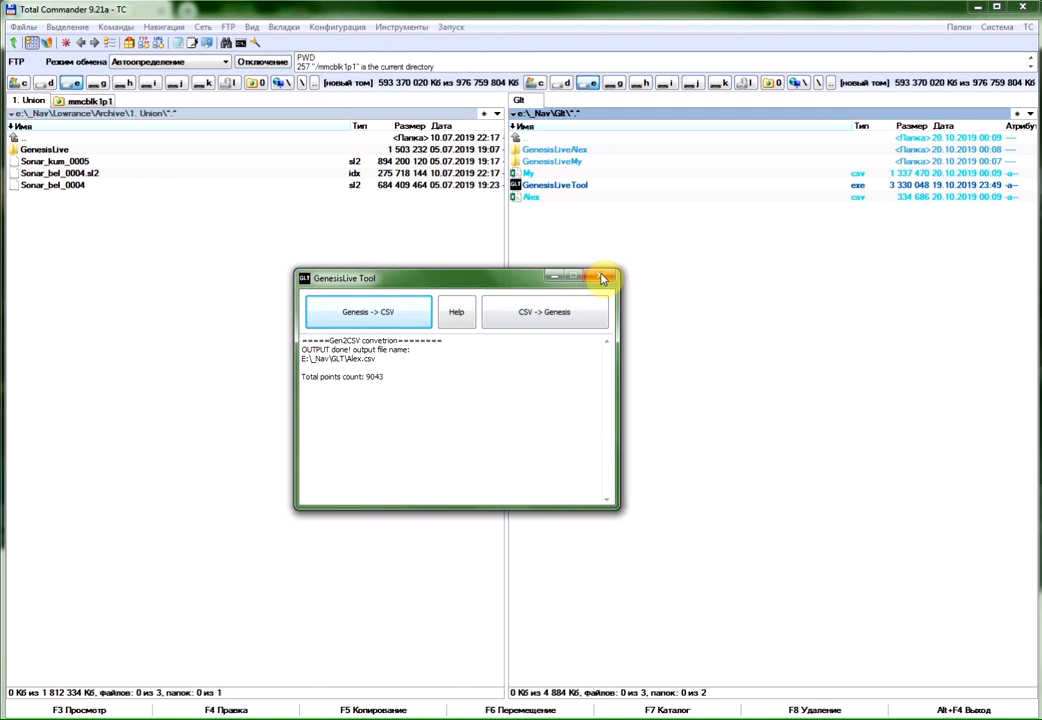 Total Commander 9.21a - TC
Файлы Выделение Команды Навигация Сеть FTP Вид Вкладки Конфигурация Инструменты Запуск Папки Система TC
FTP Режим обмена Автоопределение Отключение
PWD
257 "/mmcblk1p1" is the current directory
c d e g h i j k l 0 \ \ .. [новый том] 593 370 020 Кб из 976 759 804 Кб
c d e g h i j k l 0 \ \ .. [новый том] 593 370 020 Кб из 976 759 804 Кб
1. Union mmcblk1p1
e:\_Nav\Lowrance\Archive\1. Union\*.*
Имя Тип Размер Дата
.. <Папка> 10.07.2019 22:17 -
GenesisLive 1 503 232 05.07.2019 19:07 -
Sonar_kum_0005 sl2 894 200 120 05.07.2019 19:17 -
Sonar_bel_0004.sl2 idx 275 718 144 10.07.2019 22:17 -
Sonar_bel_0004 sl2 684 409 464 05.07.2019 19:23 -
0 Кб из 1 812 334 Кб, файлов: 0 из 3, папок: 0 из 1
Glt
e:\_Nav\Glt\*.*
Имя Тип Размер Дата Атрибу
.. <Папка> 20.10.2019 00:09 ----
GenesisLiveAlex <Папка> 20.10.2019 00:08 ----
GenesisLiveMy <Папка> 20.10.2019 00:07 ----
My csv 1 337 470 20.10.2019 00:09 -a--
GenesisLiveTool exe 3 330 048 19.10.2019 23:49 -a--
Alex csv 334 686 20.10.2019 00:09 -a--
0 Кб из 4 884 Кб, файлов: 0 из 3, папок: 0 из 2
GLT GenesisLive Tool
Genesis -> CSV Help CSV -> Genesis
=====Gen2CSV convetrion========
OUTPUT done! output file name:
E:\_Nav\GLT\Alex.csv
Total points count: 9043
F3 Просмотр F4 Правка F5 Копирование F6 Перемещение F7 Каталог F8 Удаление Alt+F4 Выход